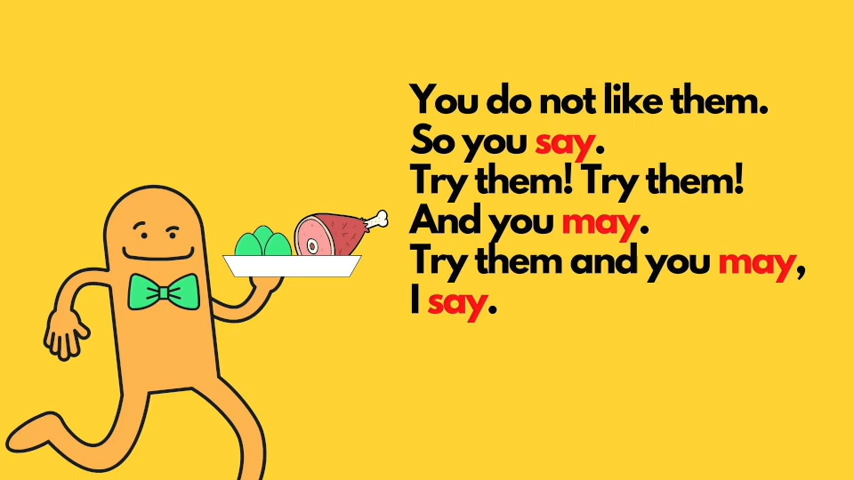 You do not like them.
So you say.
Try them! Try them!
And you may.
Try them and you may,
I say.